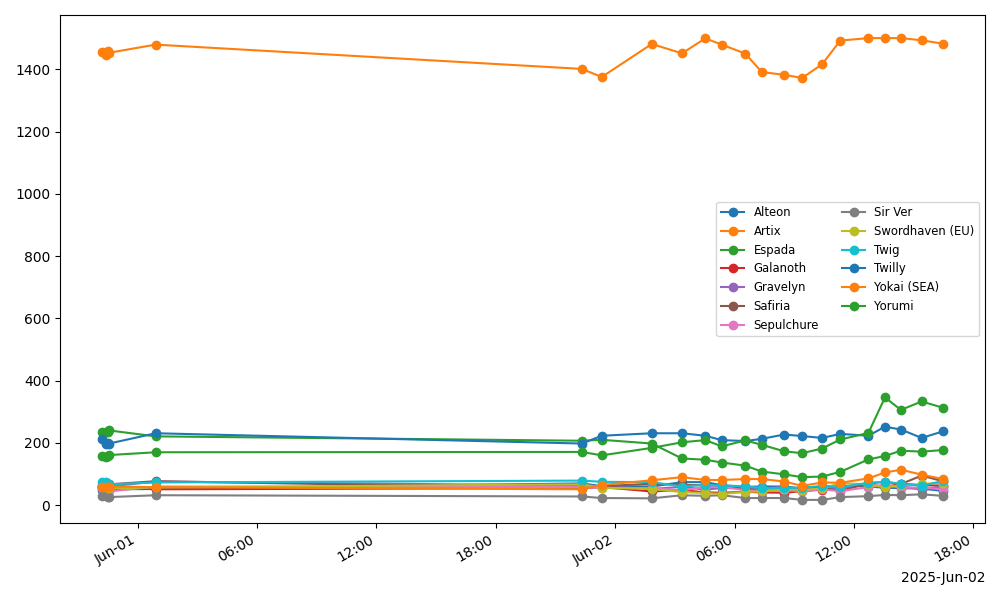 1400
1200
1000
800
600
400
200
0
Alteon
Artix
Espada
Galanoth
Gravelyn
Safiria
Sepulchure
Sir Ver
Swordhaven (EU)
Twig
Twilly
Yokai (SEA)
Yorumi
Jun-01
06:00
12:00
18:00
Jun-02
06:00
12:00
18:00
2025-Jun-02